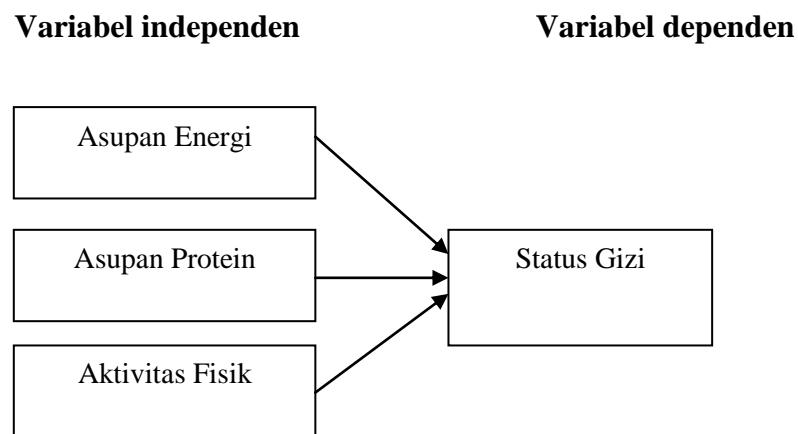 Variabel independen Variabel dependen
Asupan Energi
Asupan Protein
Status Gizi
Aktivitas Fisik